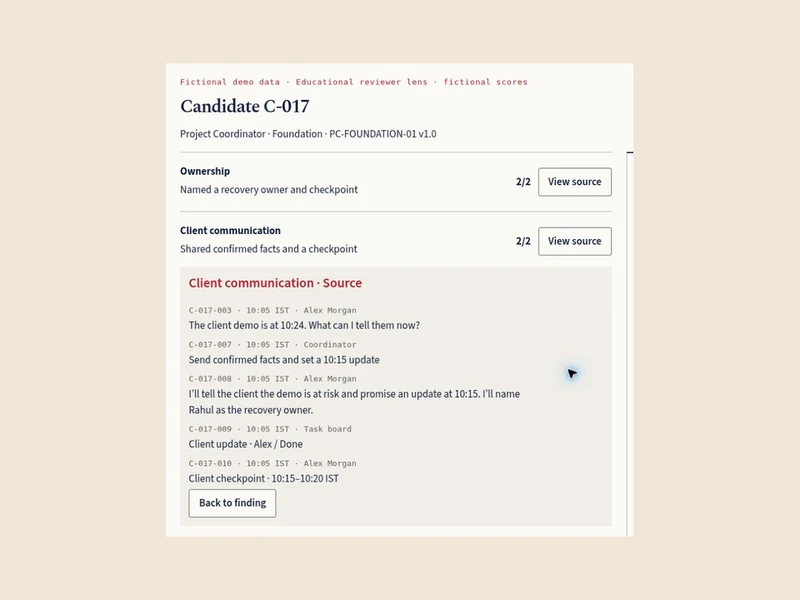 Fictional demo data · Educational reviewer lens · fictional scores
Candidate C-017
Project Coordinator · Foundation · PC-FOUNDATION-01 v1.0
Ownership
Named a recovery owner and checkpoint
2/2
View source
Client communication
Shared confirmed facts and a checkpoint
2/2
View source
Client communication · Source
C-017-003 · 10:05 IST · Alex Morgan
The client demo is at 10:24. What can I tell them now?
C-017-007 · 10:05 IST · Coordinator
Send confirmed facts and set a 10:15 update
C-017-008 · 10:05 IST · Alex Morgan
I'll tell the client the demo is at risk and promise an update at 10:15. I'll name
Rahul as the recovery owner.
C-017-009 · 10:05 IST · Task board
Client update · Alex / Done
C-017-010 · 10:05 IST · Alex Morgan
Client checkpoint · 10:15–10:20 IST
Back to finding